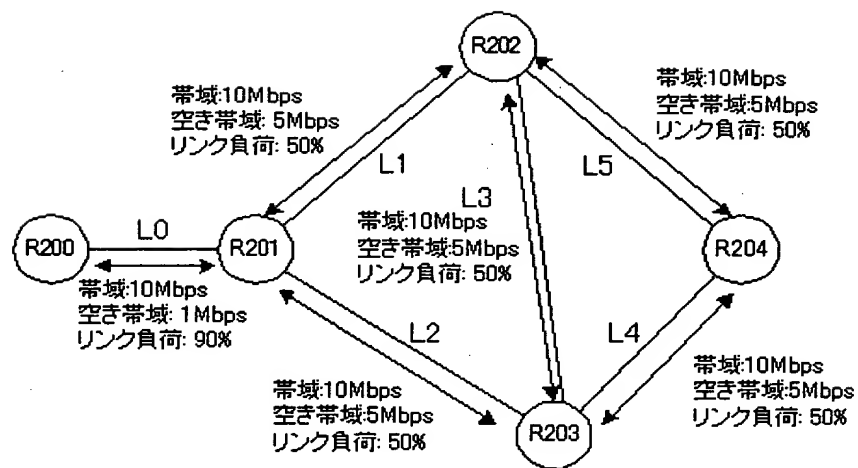 R202
帯域:10Mbps
空き帯域: 5Mbps
リンク負荷: 50%
帯域:10Mbps
空き帯域:5Mbps
リンク負荷: 50%
L1
L3
L5
帯域:10Mbps
空き帯域:5Mbps
リンク負荷: 50%
R200
L0
R201
R204
帯域:10Mbps
空き帯域: 1Mbps
リンク負荷: 90%
L2
L4
帯域:10Mbps
空き帯域:5Mbps
リンク負荷: 50%
帯域:10Mbps
空き帯域:5Mbps
リンク負荷: 50%
R203